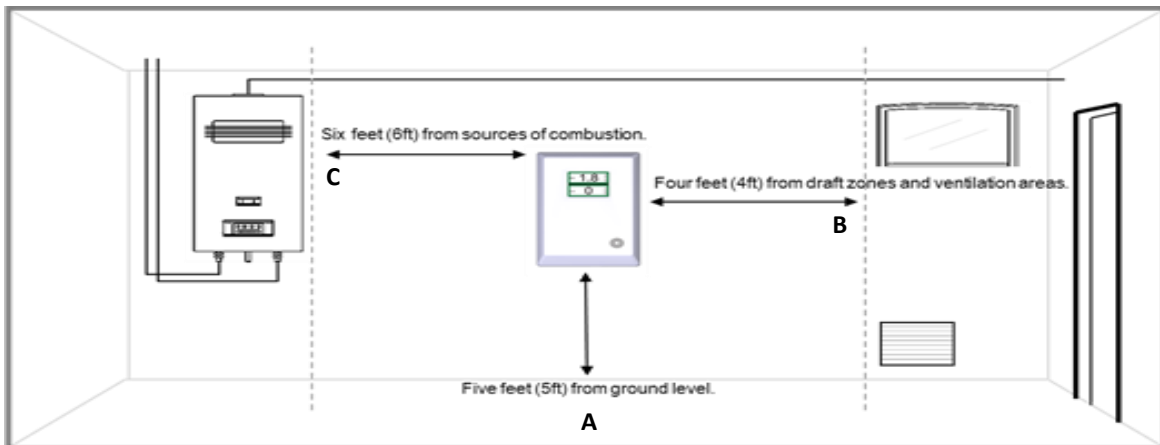 Six feet (6ft) from sources of combustion.
C
- 1.8
- 0
Four feet (4ft) from draft zones and ventilation areas.
B
Five feet (5ft) from ground level.
A